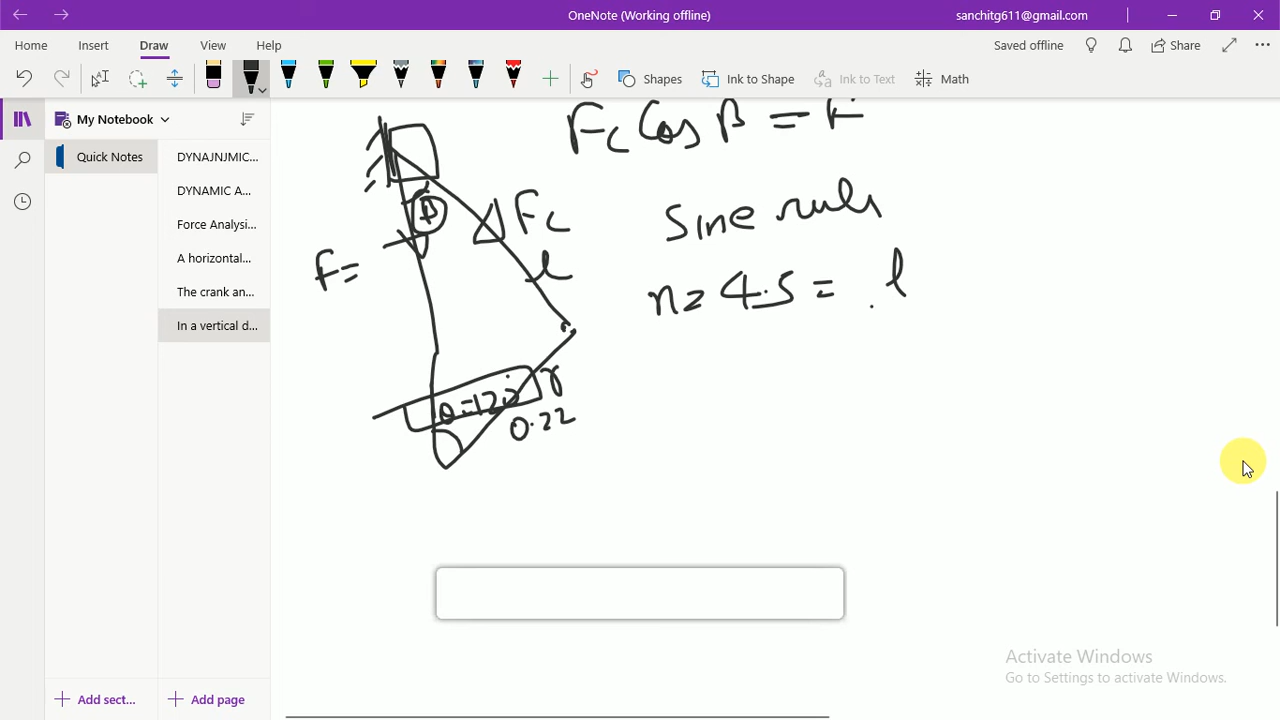 OneNote (Working offline)
sanchitg611@gmail.com
Home Insert Draw View Help
Saved offline
Share
Shapes
Ink to Shape
Ink to Text
Math
My Notebook
Quick Notes
DYNAJNJMIC...
DYNAMIC A...
Force Analysi...
A horizontal...
The crank an...
In a vertical d...
Fc Cos β = F
Sine rule
Fc
F=
l
n = 4.5 = l
r
θ=120
0.22
Add sect...
Add page
Activate Windows
Go to Settings to activate Windows.